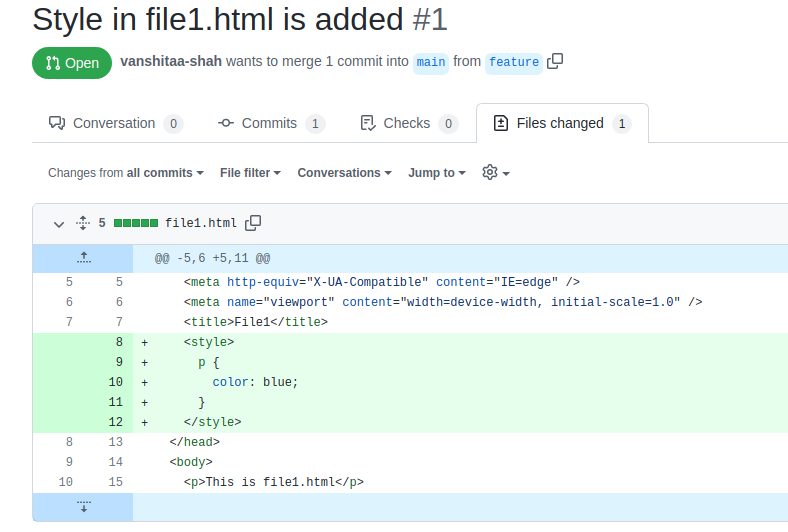 Style in file1.html is added #1
Open vanshitaa-shah wants to merge 1 commit into main from feature
Conversation 0 Commits 1 Checks 0 Files changed 1
Changes from all commits File filter Conversations Jump to
5 file1.html
@@ -5,6 +5,11 @@
5 5 <meta http-equiv="X-UA-Compatible" content="IE=edge" />
6 6 <meta name="viewport" content="width=device-width, initial-scale=1.0" />
7 7 <title>File1</title>
8 + <style>
9 + p {
10 + color: blue;
11 + }
12 + </style>
8 13 </head>
9 14 <body>
10 15 <p>This is file1.html</p>